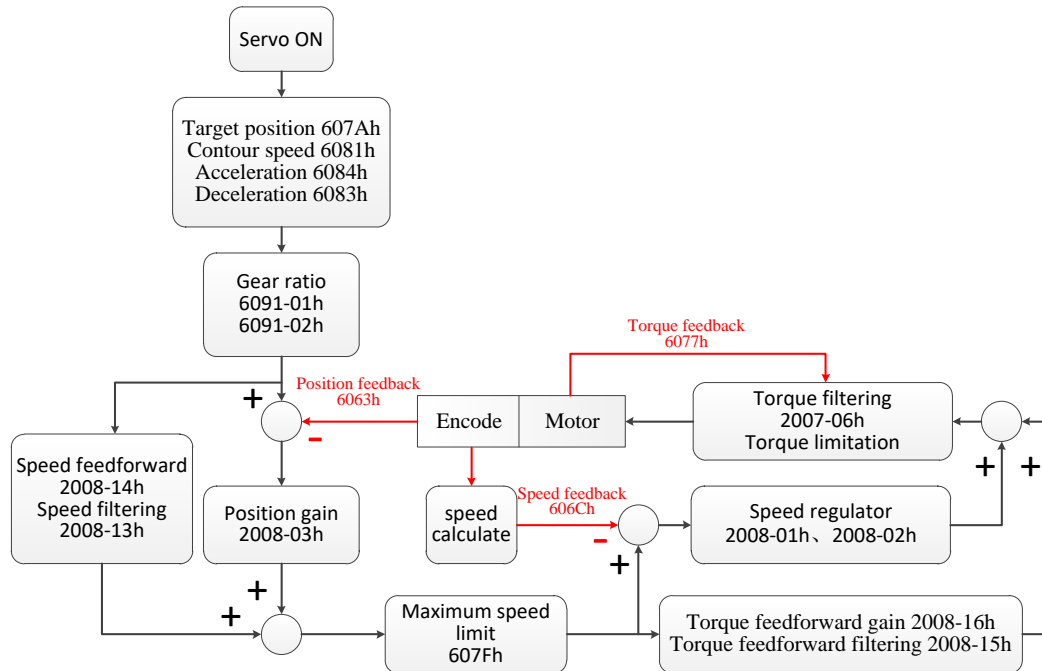 Servo ON
Target position 607Ah
Contour speed 6081h
Acceleration 6084h
Deceleration 6083h
Gear ratio
6091-01h
6091-02h
Torque feedback
6077h
Position feedback
6063h
+
-
Encode
Motor
Torque filtering
2007-06h
Torque limitation
+
+
Speed feedforward
2008-14h
Speed filtering
2008-13h
Position gain
2008-03h
speed
calculate
Speed feedback
606Ch
-
+
Speed regulator
2008-01h、2008-02h
+
+
Maximum speed
limit
607Fh
Torque feedforward gain 2008-16h
Torque feedforward filtering 2008-15h